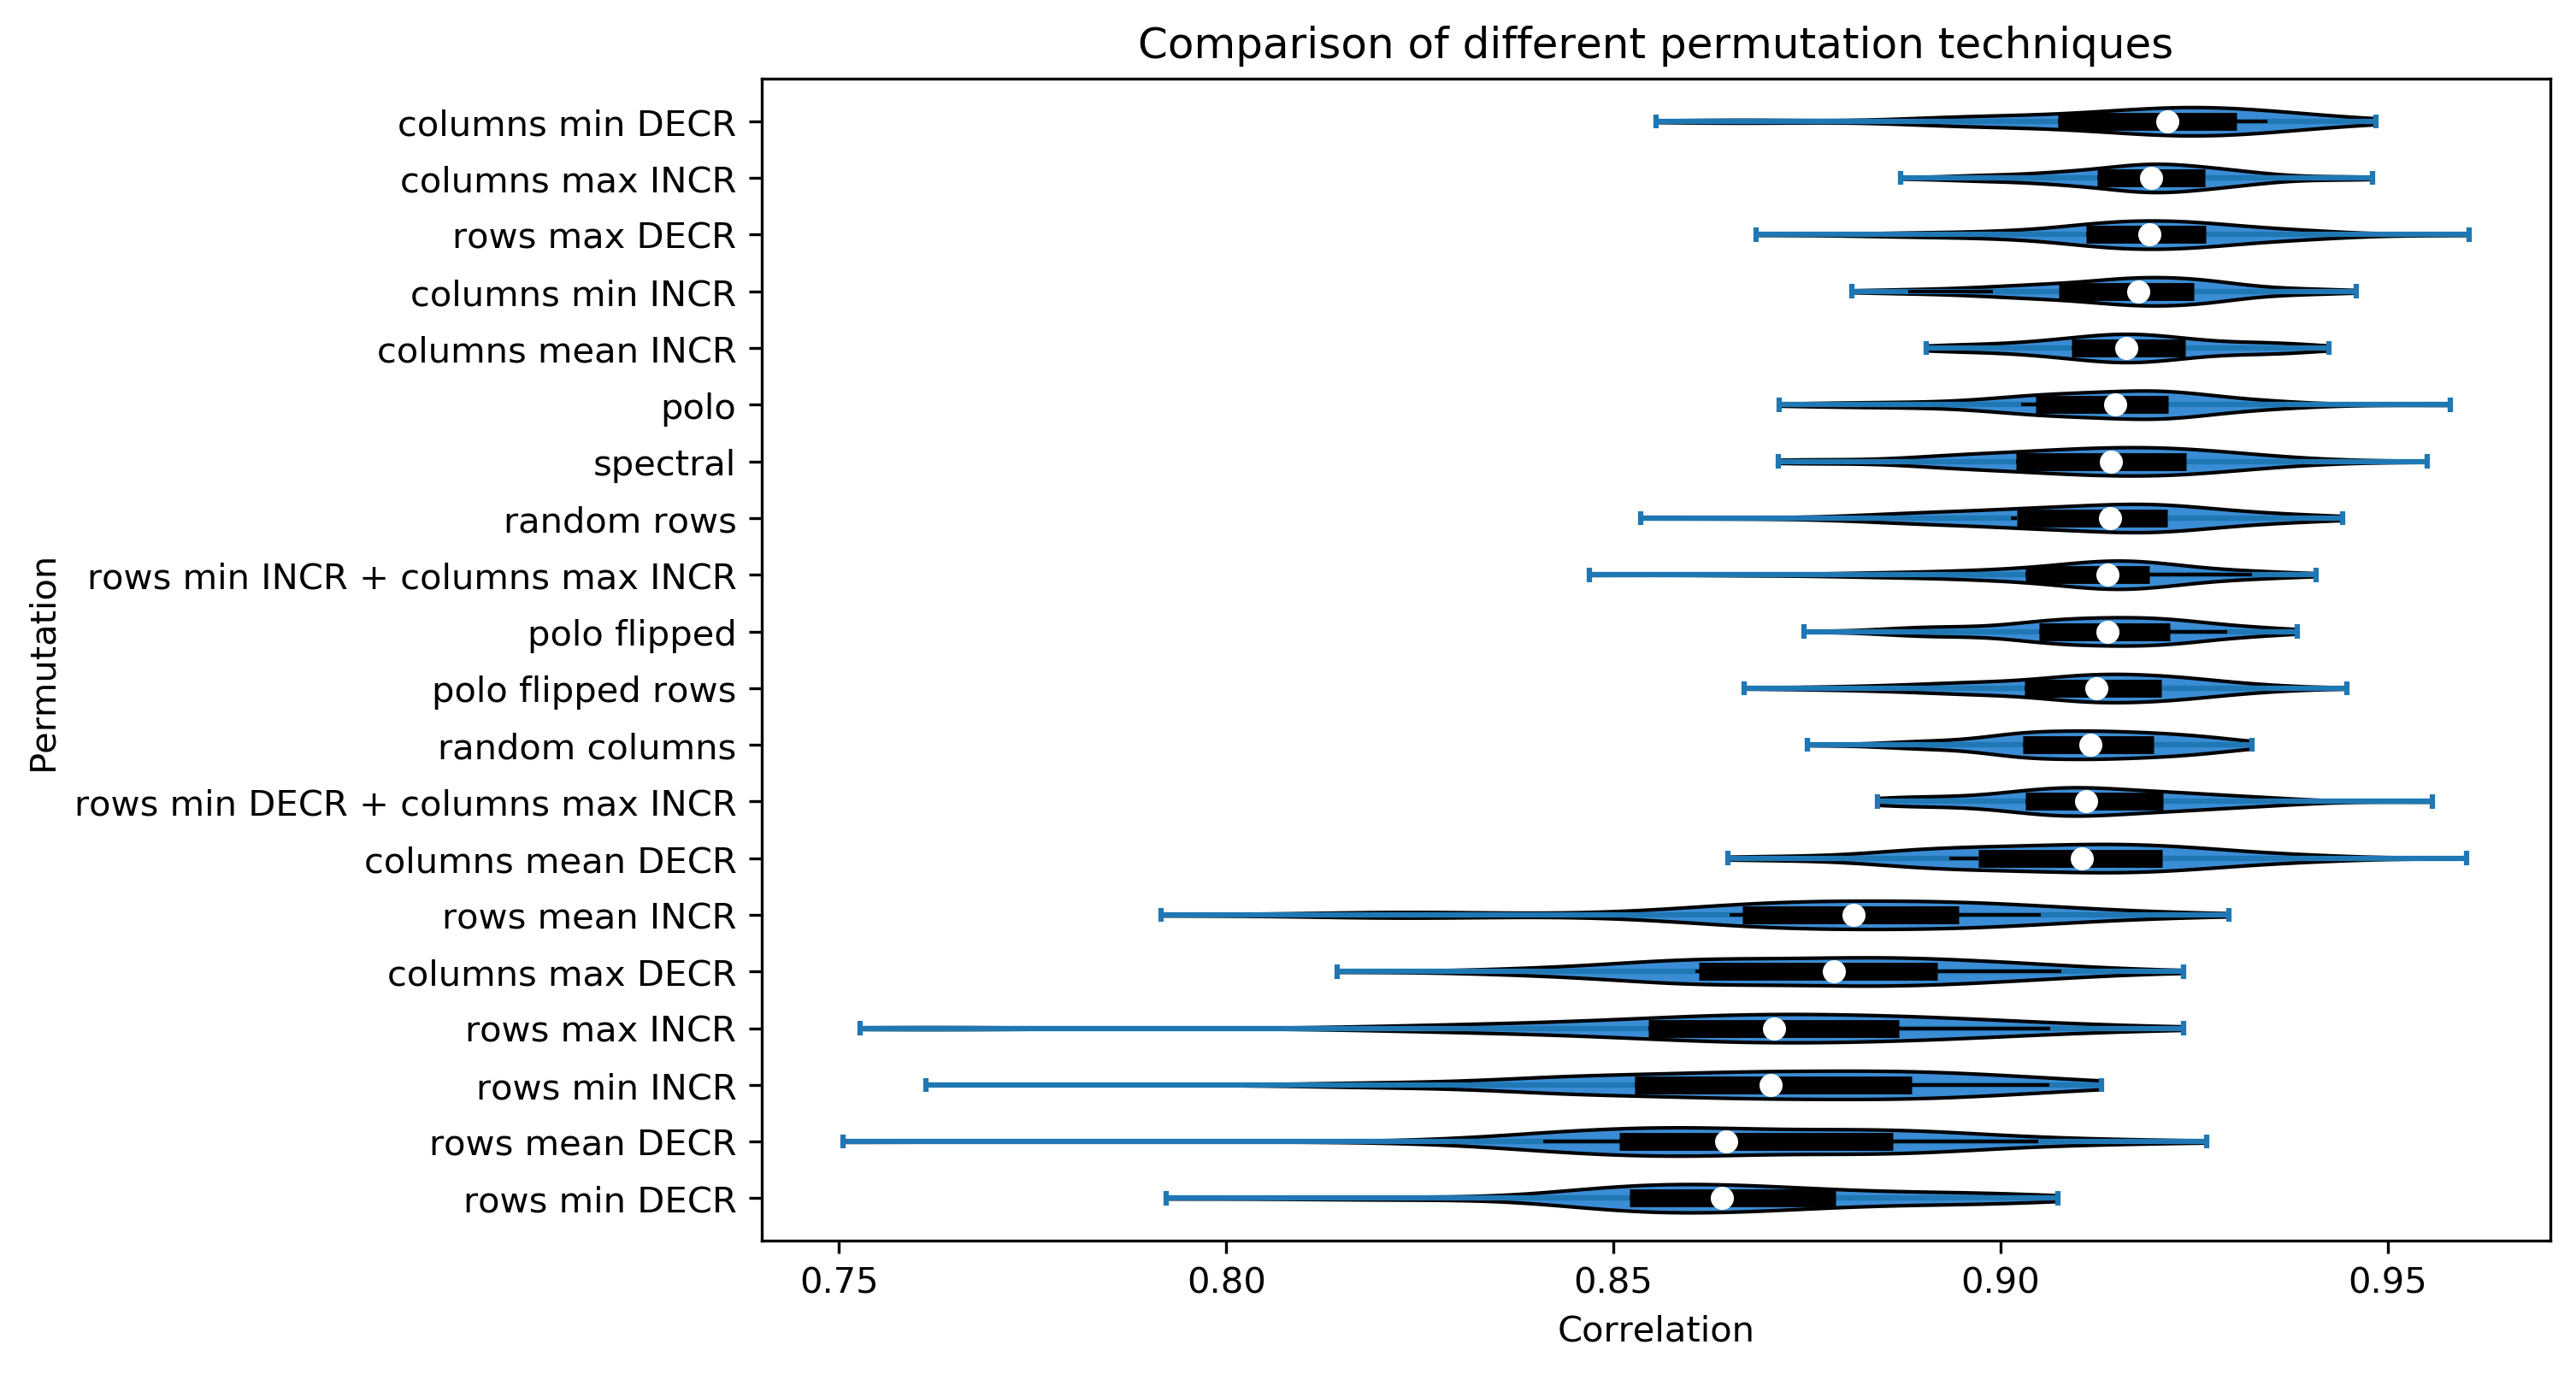 Comparison of different permutation techniques
Permutation
columns min DECR
columns max INCR
rows max DECR
columns min INCR
columns mean INCR
polo
spectral
random rows
rows min INCR + columns max INCR
polo flipped
polo flipped rows
random columns
rows min DECR + columns max INCR
columns mean DECR
rows mean INCR
columns max DECR
rows max INCR
rows min INCR
rows mean DECR
rows min DECR
0.75 0.80 0.85 0.90 0.95
Correlation